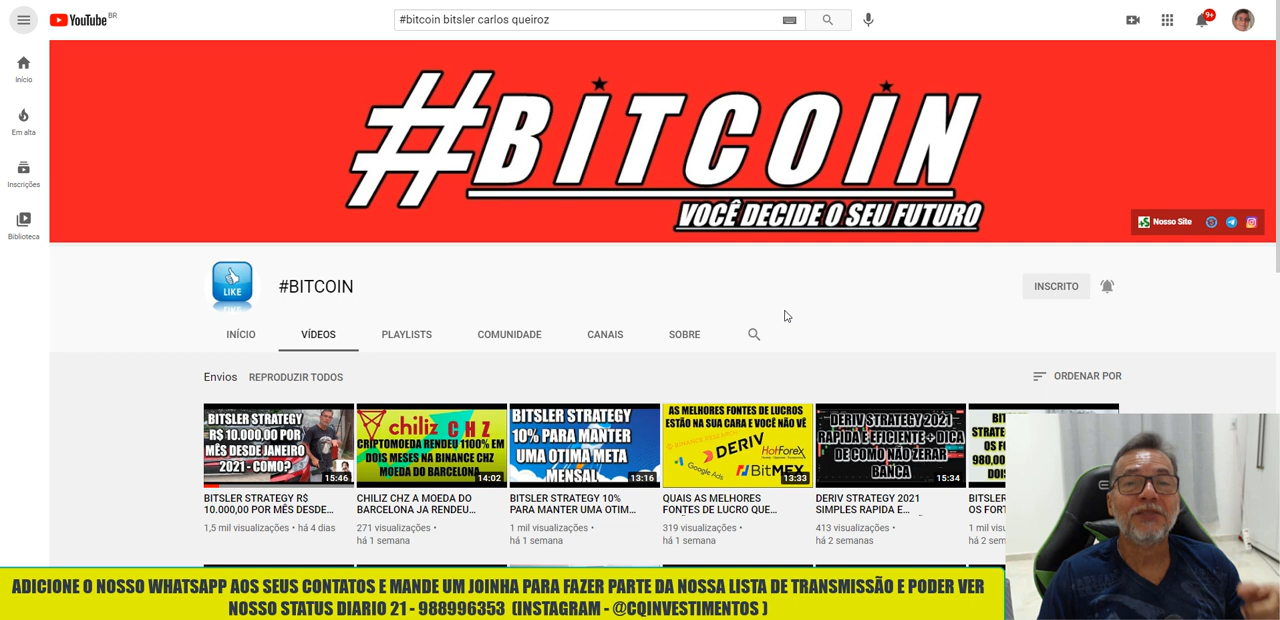 YouTube BR
#bitcoin bitsler carlos queiroz
9+
Início
Em alta
Inscrições
Biblioteca
#BITCOIN
VOCÊ DECIDE O SEU FUTURO
Nosso Site
LIKE
#BITCOIN
INSCRITO
INÍCIO
VÍDEOS
PLAYLISTS
COMUNIDADE
CANAIS
SOBRE
Envios
REPRODUZIR TODOS
ORDENAR POR
BITSLER STRATEGY
R$ 10.000,00 POR
MÊS DESDE JANEIRO
2021 - COMO?
15:46
BITSLER STRATEGY R$
10.000,00 POR MÊS DESDE...
1,5 mil visualizações • há 4 dias
chiliz CHZ
CRIPTOMOEDA RENDEU 1100% EM
DOIS MESES NA BINANCE CHZ
MOEDA DO BARCELONA
14:02
CHILIZ CHZ A MOEDA DO
BARCELONA JA RENDEU...
271 visualizações •
há 1 semana
BITSLER STRATEGY
10% PARA MANTER
UMA OTIMA META
MENSAL
13:16
BITSLER STRATEGY 10%
PARA MANTER UMA OTIM...
1 mil visualizações •
há 1 semana
AS MELHORES FONTES DE LUCROS
ESTÃO NA SUA CARA E VOCÊ NÃO VÊ
DERIV
HotForex
Google Ads
BitMEX
13:33
QUAIS AS MELHORES
FONTES DE LUCRO QUE...
319 visualizações •
há 1 semana
DERIV STRATEGY 2021
RAPIDA E EFICIENTE + DICA
DE COMO NÃO ZERAR
BANCA
15:34
DERIV STRATEGY 2021
SIMPLES RAPIDA E...
413 visualizações •
há 2 semanas
BITSLER
OS FORT
1 mil visu
há 2 sem
ADICIONE O NOSSO WHATSAPP AOS SEUS CONTATOS E MANDE UM JOINHA PARA FAZER PARTE DA NOSSA LISTA DE TRANSMISSÃO E PODER VER
NOSSO STATUS DIARIO 21 - 988996353 (INSTAGRAM - @CQINVESTIMENTOS )